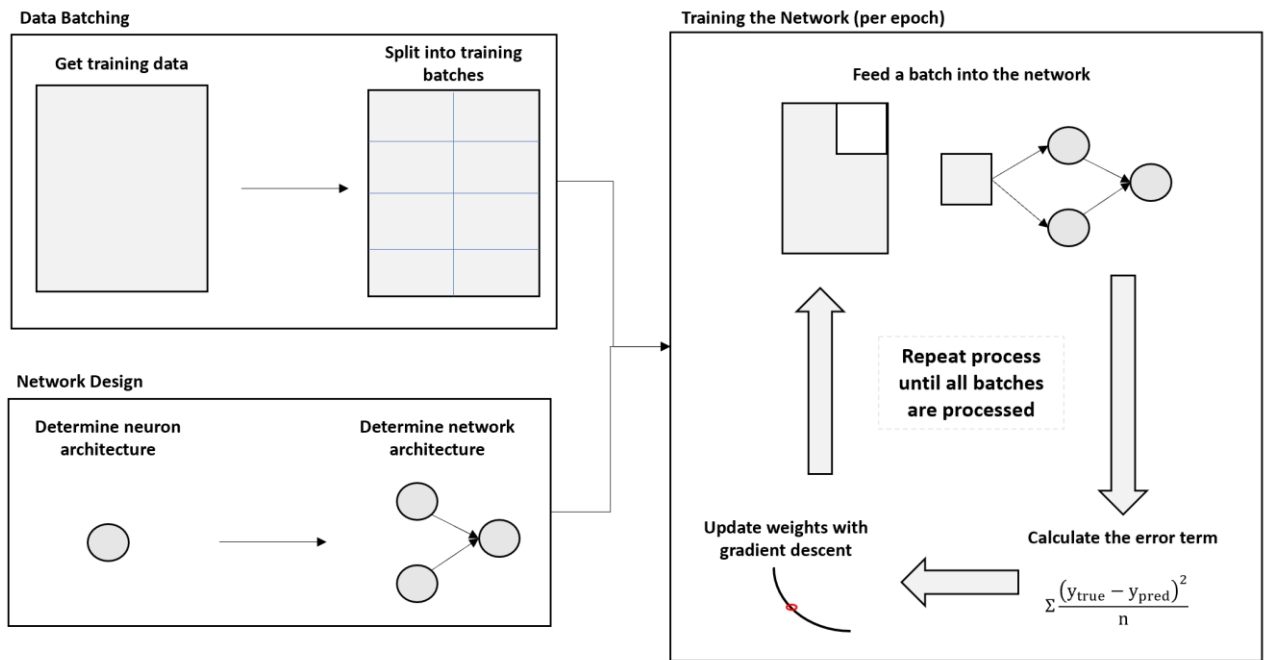 Data Batching
Get training data
Split into training
batches
Network Design
Determine neuron
architecture
Determine network
architecture
Training the Network (per epoch)
Feed a batch into the network
Repeat process
until all batches
are processed
Update weights with
gradient descent
Calculate the error term
Σ (y_true − y_pred)²
n